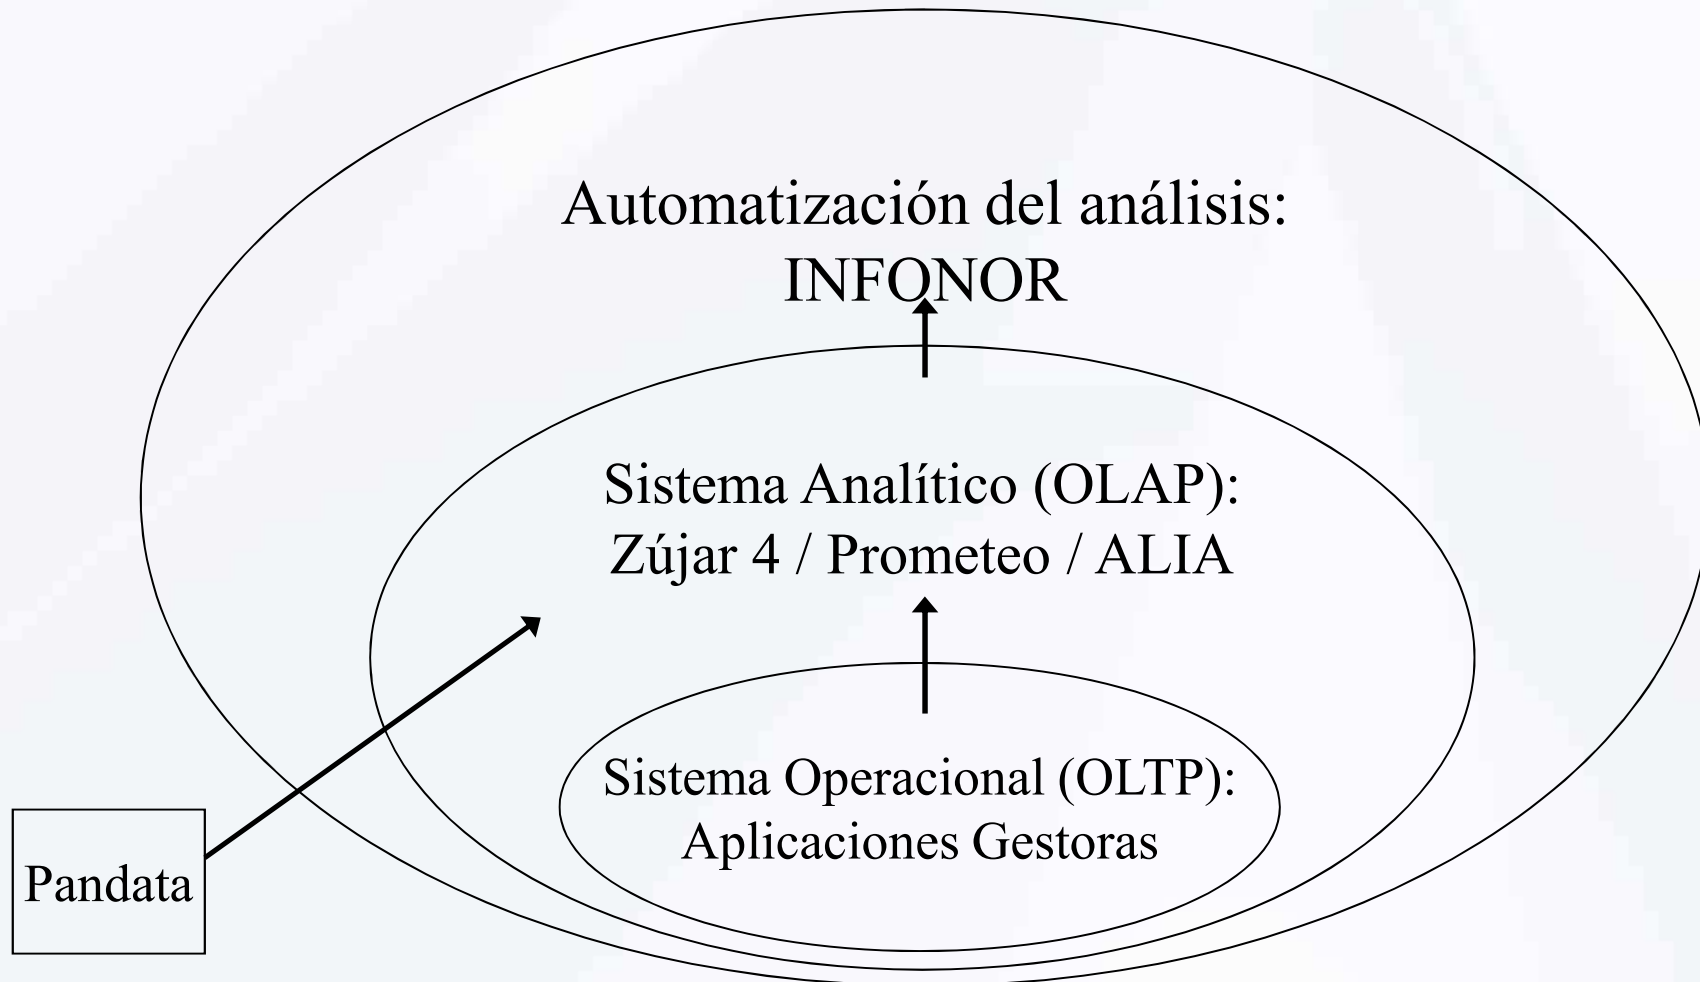 Automatización del análisis:
INFONOR
Sistema Analítico (OLAP):
Zújar 4 / Prometeo / ALIA
Sistema Operacional (OLTP):
Aplicaciones Gestoras
Pandata